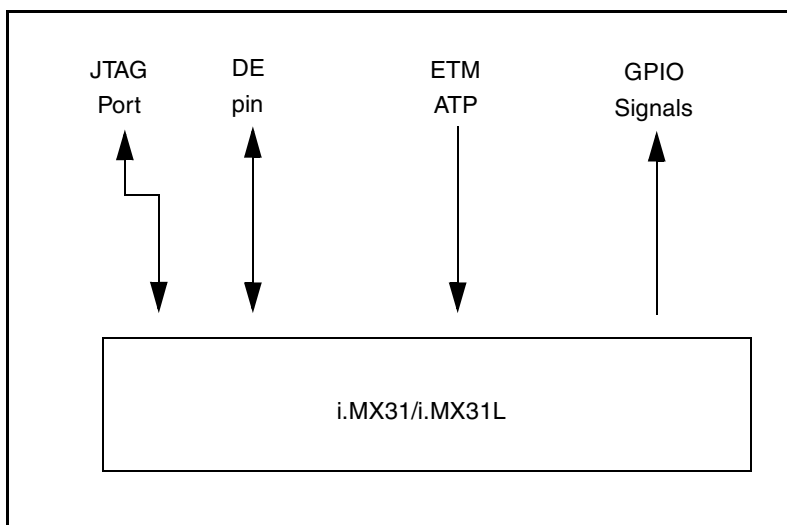 JTAG
Port
DE
pin
ETM
ATP
GPIO
Signals
i.MX31/i.MX31L